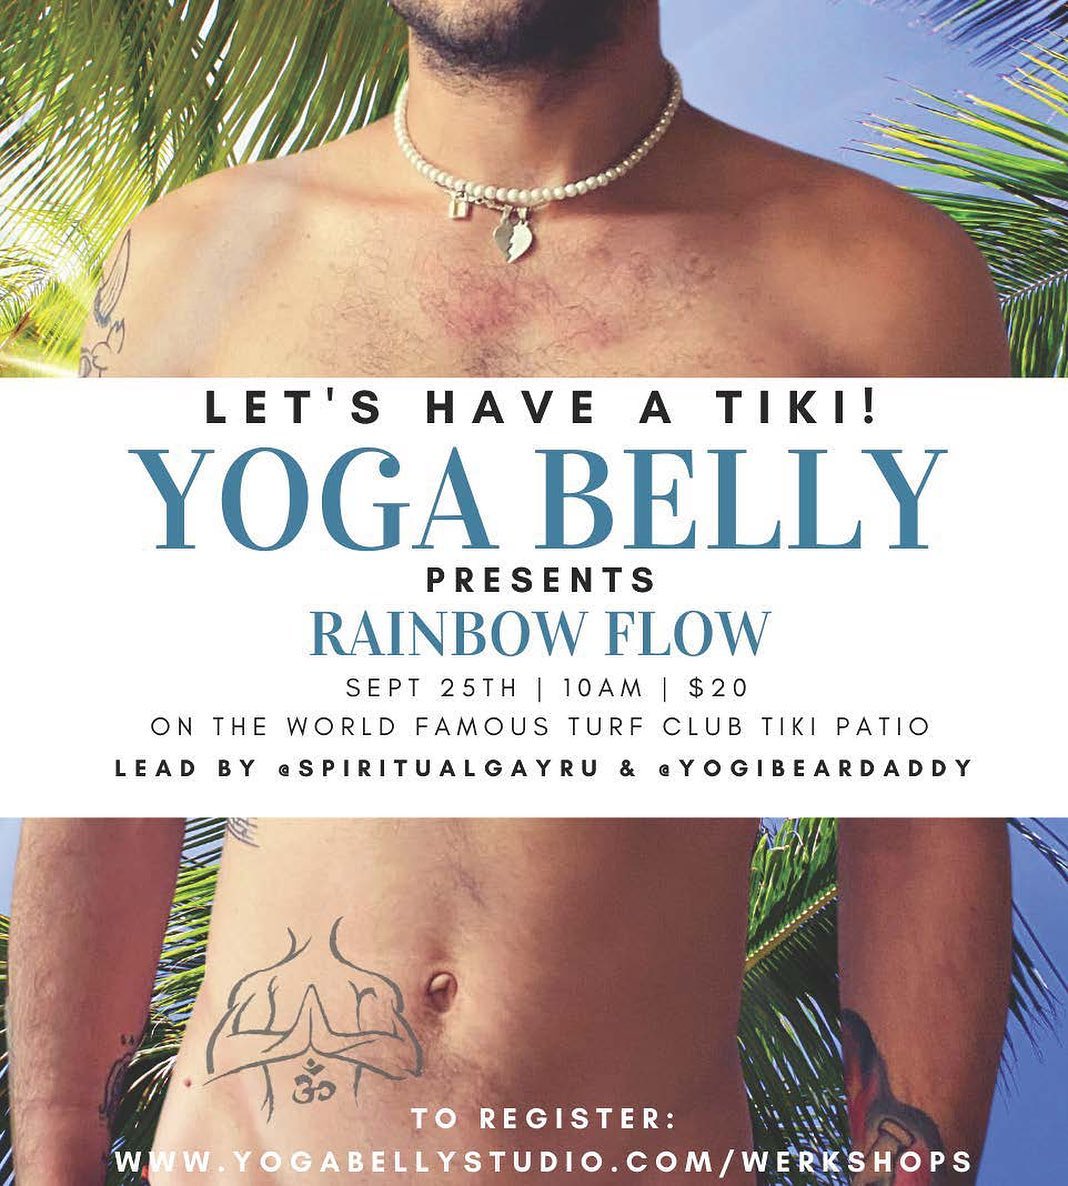 LET'S HAVE A TIKI!
YOGA BELLY
PRESENTS
RAINBOW FLOW
SEPT 25TH | 10AM | $20
ON THE WORLD FAMOUS TURF CLUB TIKI PATIO
LEAD BY @SPIRITUALGAYRU & @YOGIBEARDADDY
ॐ
TO REGISTER:
WWW.YOGABELLYSTUDIO.COM/WERKSHOPS